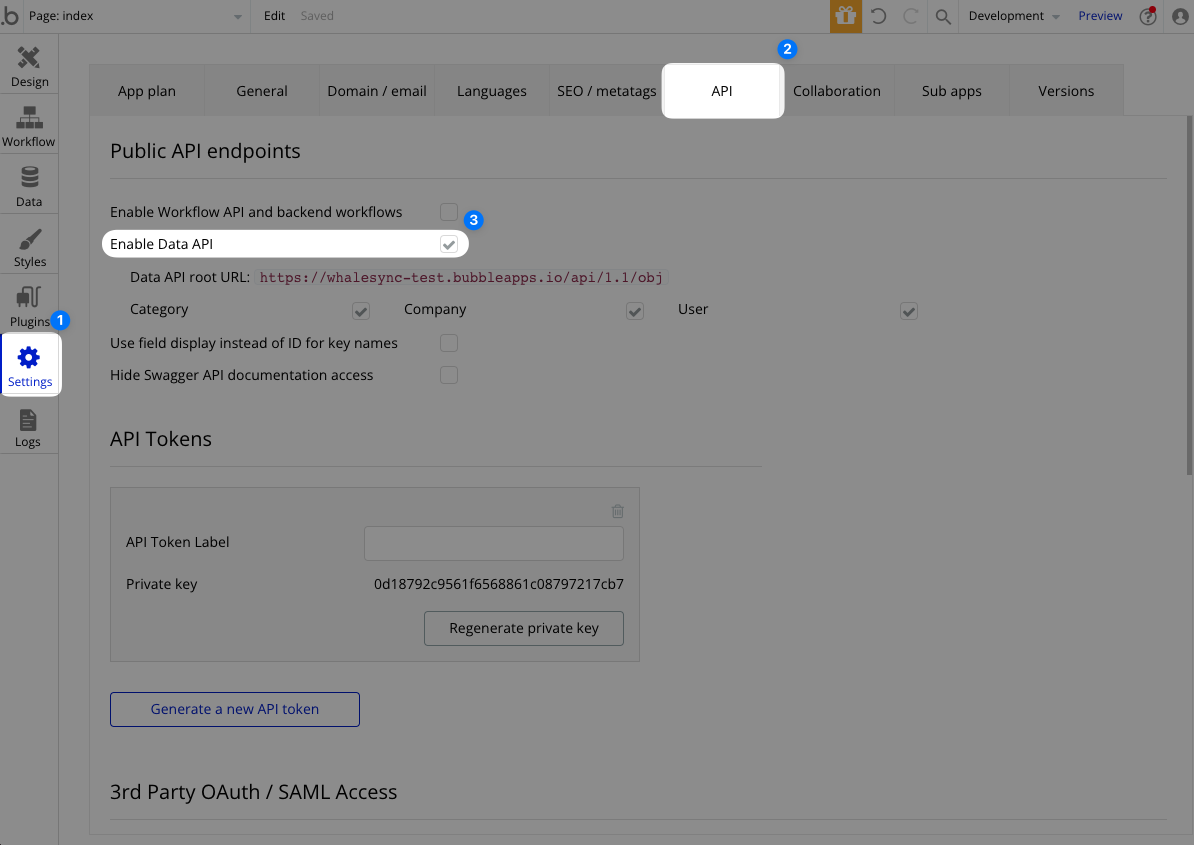 .b Page: index Edit Saved Development Preview
2
Design
Workflow
Data
Styles
Plugins 1
Settings
Logs
App plan General Domain / email Languages SEO / metatags API Collaboration Sub apps Versions
Public API endpoints
Enable Workflow API and backend workflows
3
Enable Data API
Data API root URL: https://whalesync-test.bubbleapps.io/api/1.1/obj
Category Company User
Use field display instead of ID for key names
Hide Swagger API documentation access
API Tokens
API Token Label
Private key 0d18792c9561f6568861c08797217cb7
Regenerate private key
Generate a new API token
3rd Party OAuth / SAML Access